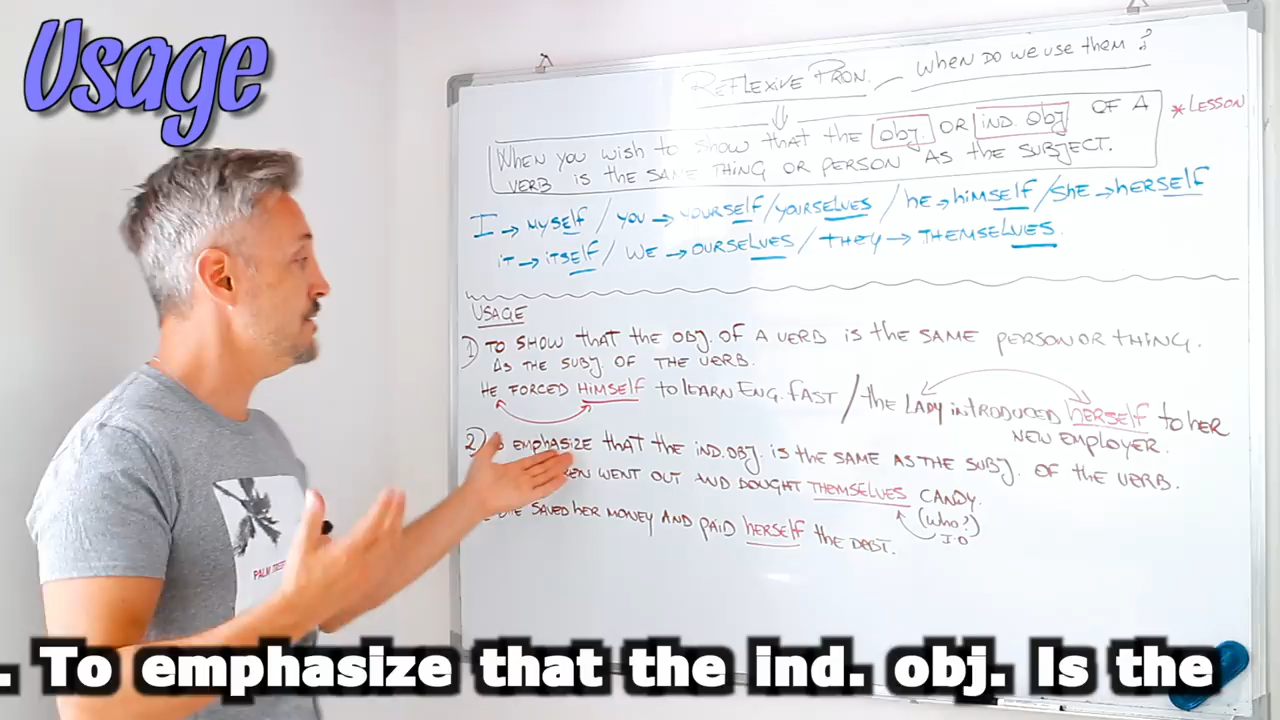 Usage
REFLEXIVE PRON. WHEN DO WE USE THEM?
WHEN YOU WISH TO SHOW THAT THE OBJ. OR IND. OBJ OF A
VERB IS THE SAME THING OR PERSON AS THE SUBJECT.
* LESSON
I → MYSELF / YOU → YOURSELF/YOURSELVES / HE → HIMSELF / SHE → HERSELF
IT → ITSELF / WE → OURSELVES / THEY → THEMSELVES.
USAGE
1) TO SHOW THAT THE OBJ. OF A VERB IS THE SAME PERSON OR THING.
AS THE SUBJ. OF THE VERB.
HE FORCED HIMSELF TO LEARN ENG. FAST / THE LADY INTRODUCED HERSELF TO HER
NEW EMPLOYER.
2) EMPHASIZE THAT THE IND. OBJ. IS THE SAME AS THE SUBJ. OF THE VERB.
WENT OUT AND BOUGHT THEMSELVES CANDY.
(WHO?)
I.O
SAVED HER MONEY AND PAID HERSELF THE DEBT.
PALM TREE
. To emphasize that the ind. obj. Is the